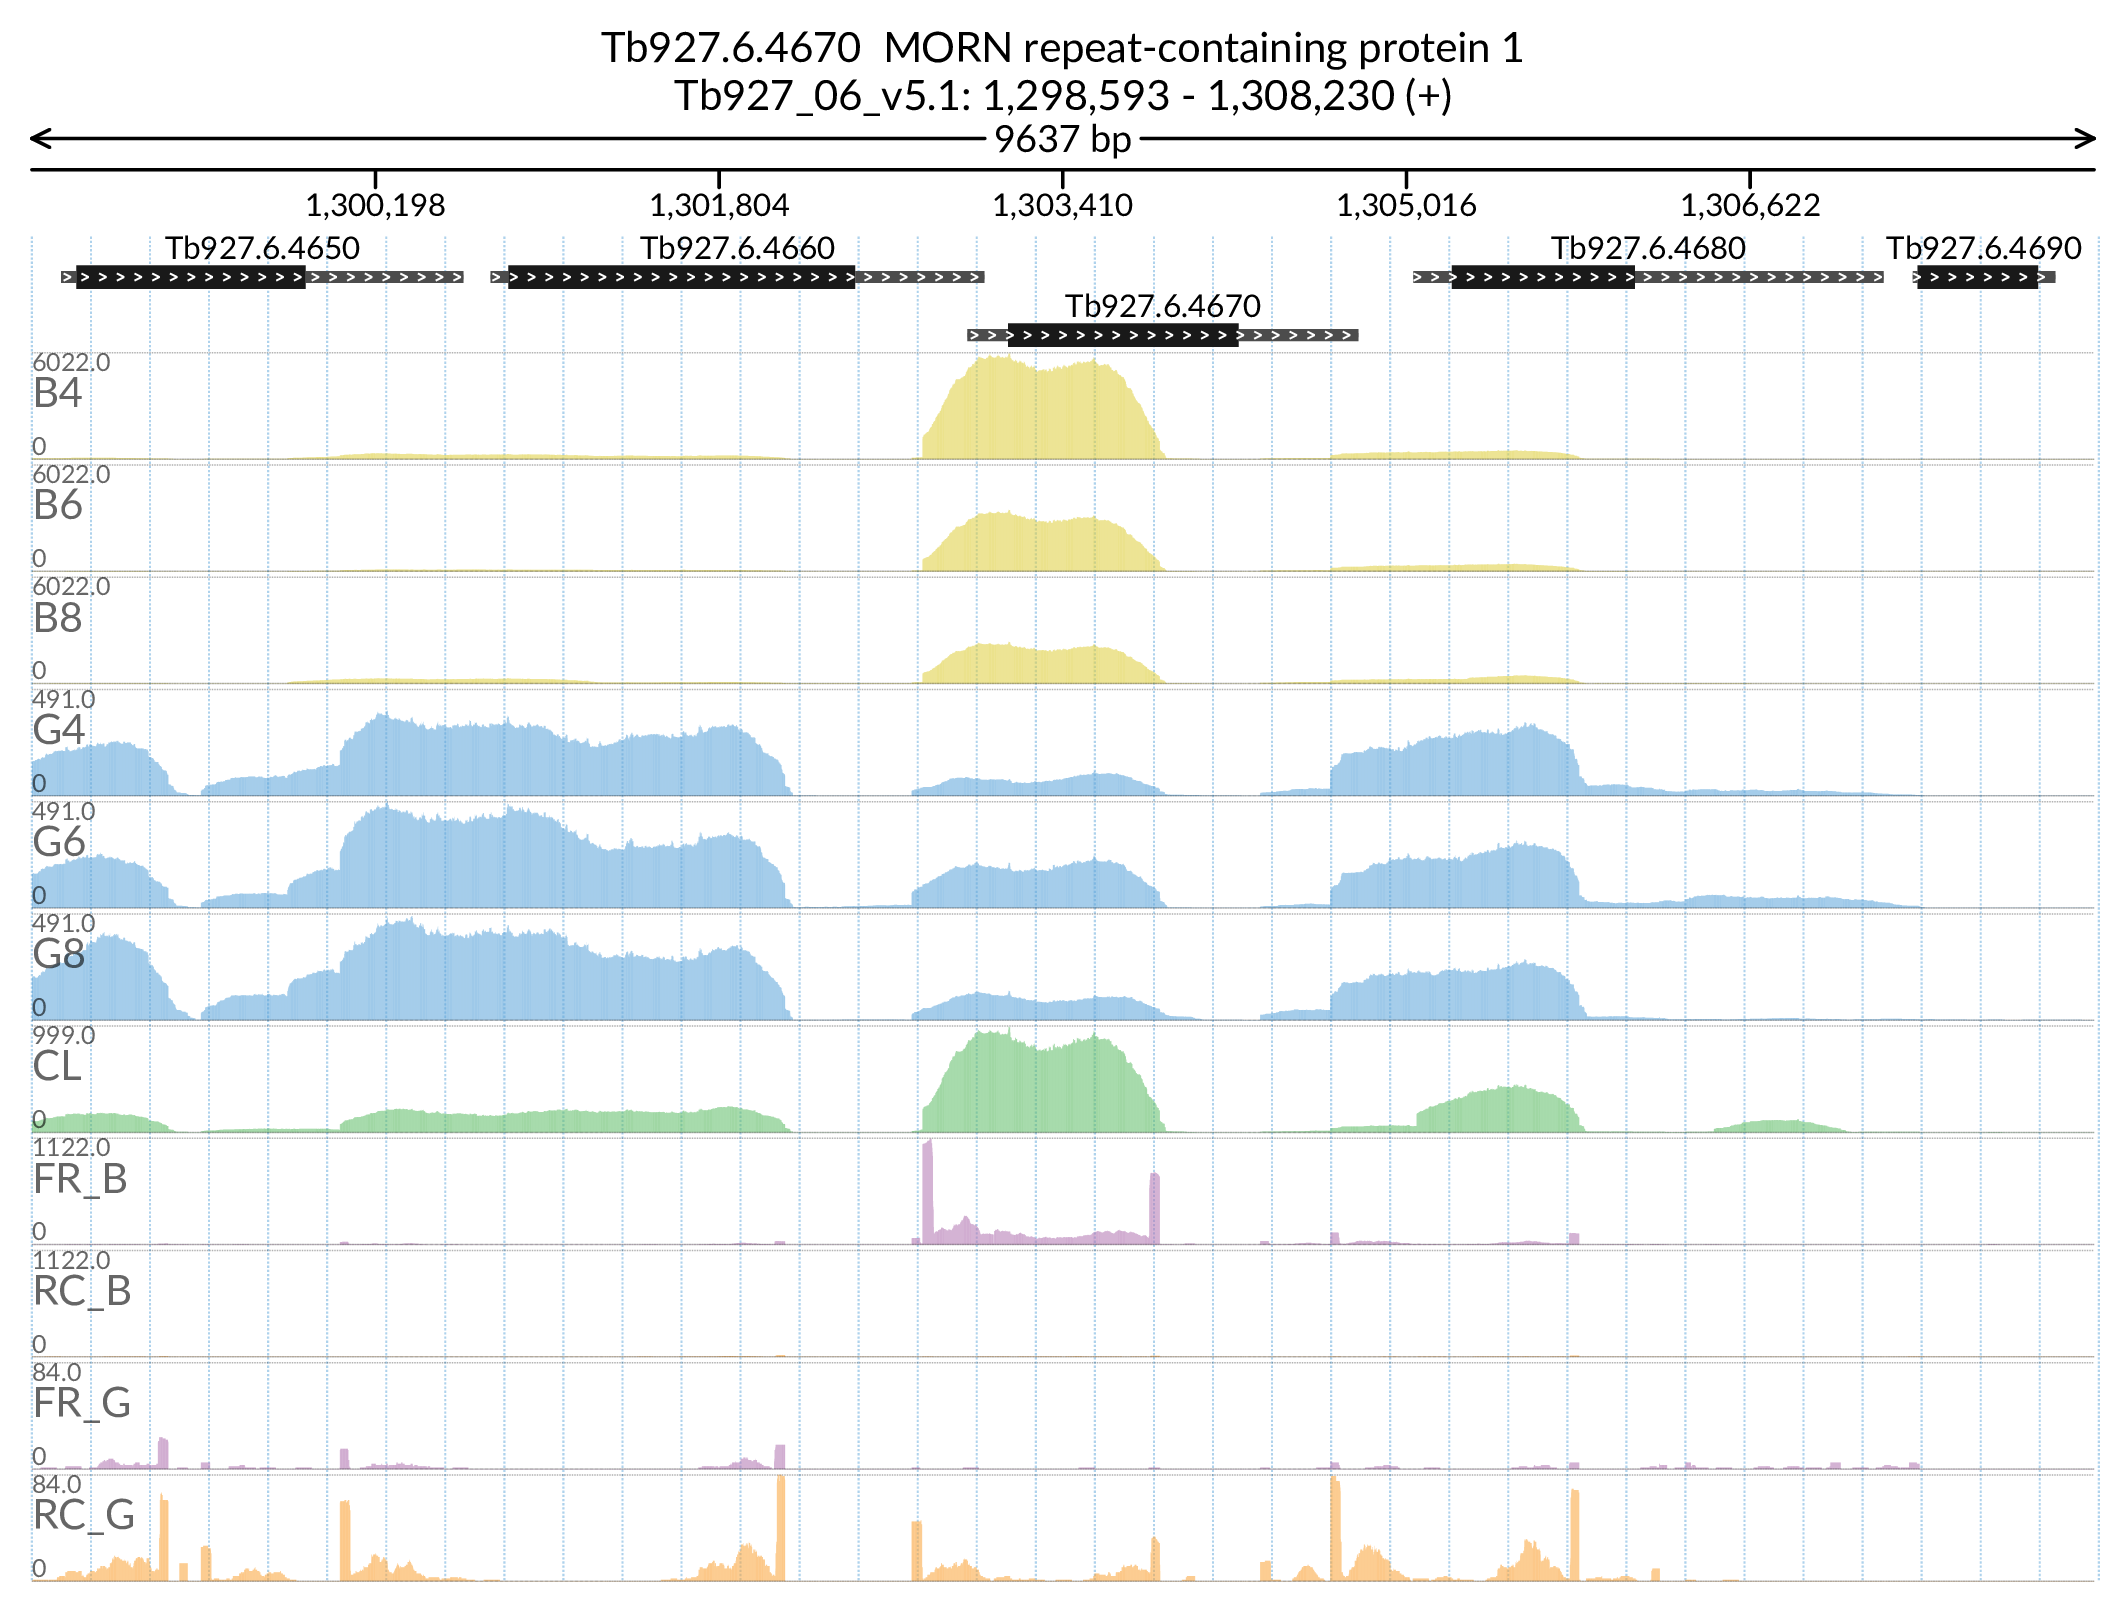 Tb927.6.4670  MORN repeat-containing protein 1
Tb927_06_v5.1: 1,298,593 - 1,308,230 (+)
9637 bp
1,300,198 1,301,804 1,303,410 1,305,016 1,306,622
Tb927.6.4650 Tb927.6.4660 Tb927.6.4680 Tb927.6.4690
Tb927.6.4670
6022.0
B4
0
6022.0
B6
0
6022.0
B8
0
491.0
G4
0
491.0
G6
0
491.0
G8
0
999.0
CL
0
1122.0
FR_B
0
1122.0
RC_B
0
84.0
FR_G
0
84.0
RC_G
0